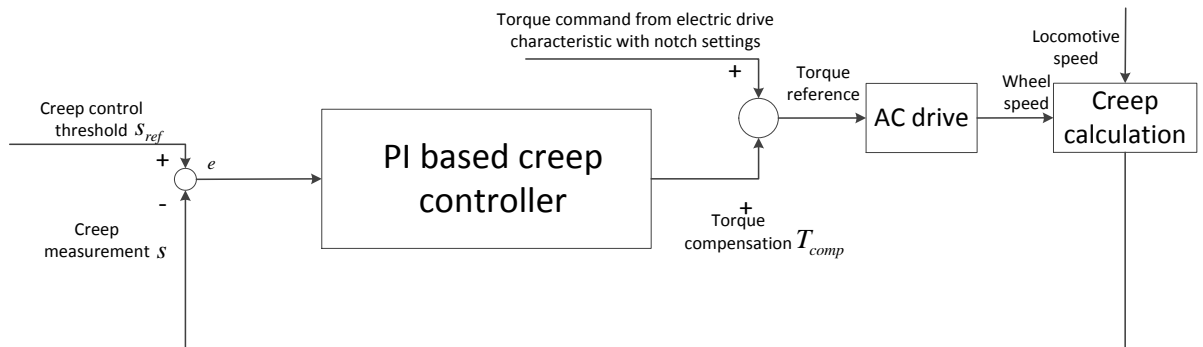 Torque command from electric drive
characteristic with notch settings
+
Locomotive
speed
Torque
reference
Wheel
speed
AC drive
Creep
calculation
Creep control
threshold s_ref
+
e
-
PI based creep
controller
+
Torque
compensation T_comp
Creep
measurement s